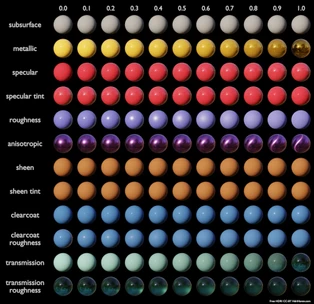 0.0 0.1 0.2 0.3 0.4 0.5 0.6 0.7 0.8 0.9 1.0
subsurface
metallic
specular
specular tint
roughness
anisotropic
sheen
sheen tint
clearcoat
clearcoat
roughness
transmission
transmission
roughness